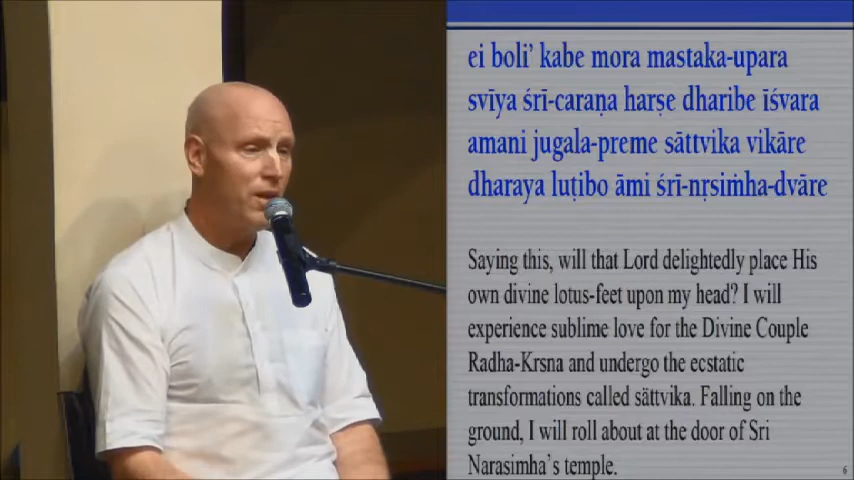 ei boli’ kabe mora mastaka-upara
svīya śrī-caraṇa harṣe dharibe īśvara
amani jugala-preme sāttvika vikāre
dharaya luṭibo āmi śrī-nṛsiṁha-dvāre
Saying this, will that Lord delightedly place His
own divine lotus-feet upon my head? I will
experience sublime love for the Divine Couple
Radha-Krsna and undergo the ecstatic
transformations called sättvika. Falling on the
ground, I will roll about at the door of Sri
Narasimha's temple.
6